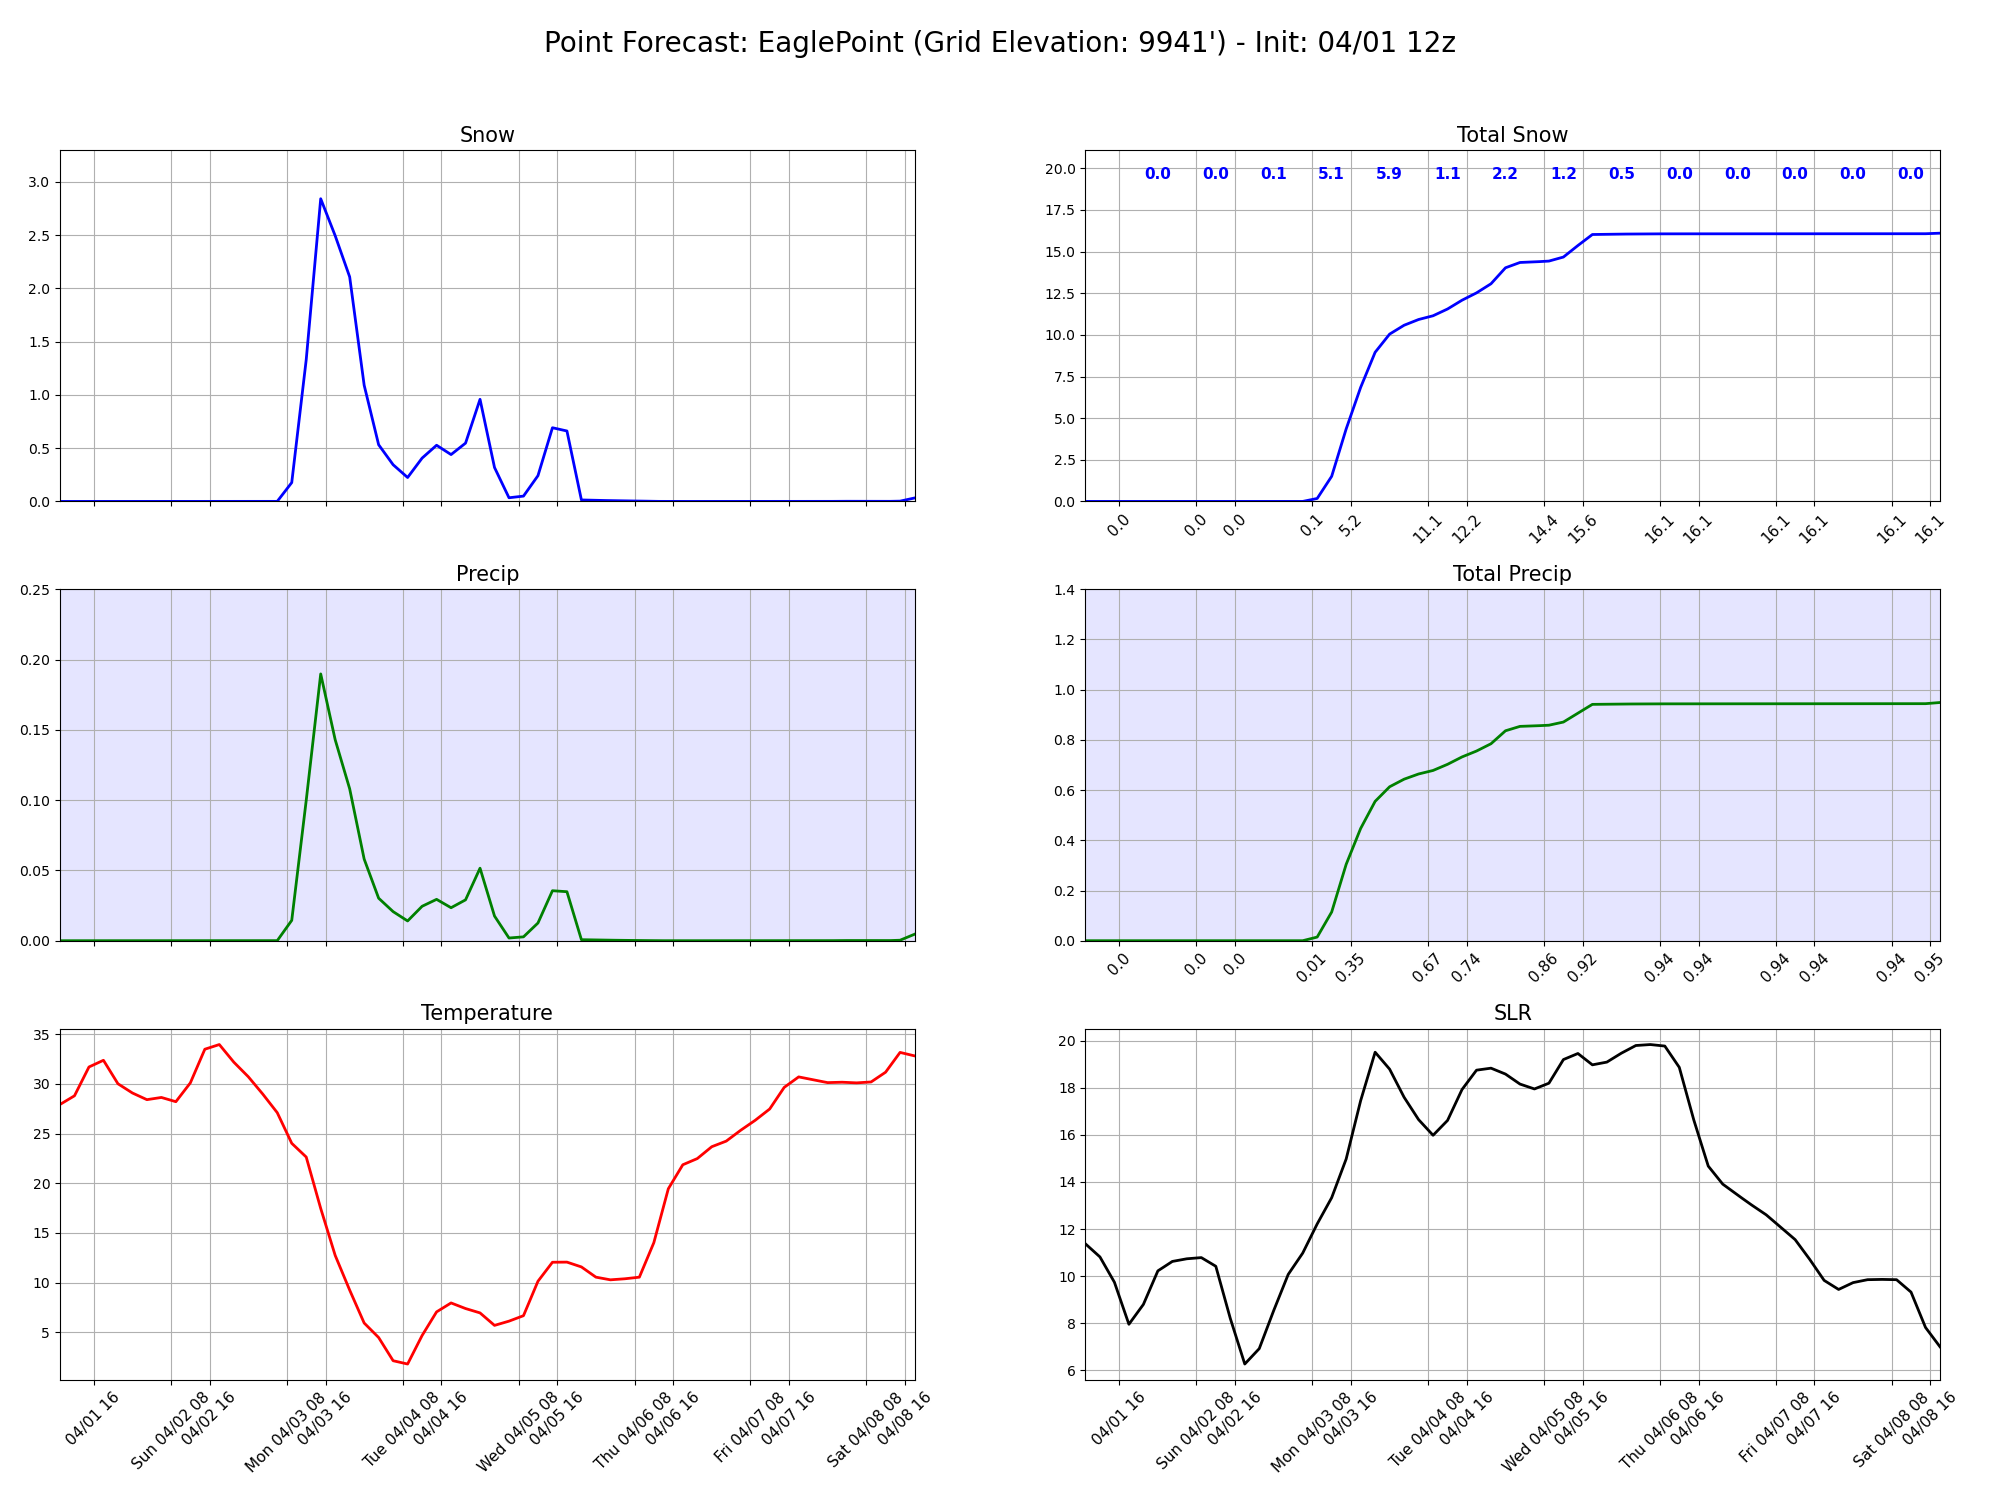 Point Forecast: EaglePoint (Grid Elevation: 9941') - Init: 04/01 12z
Snow
3.0
2.5
2.0
1.5
1.0
0.5
0.0
Total Snow
20.0
17.5
15.0
12.5
10.0
7.5
5.0
2.5
0.0
0.0 0.0 0.1 5.1 5.9 1.1 2.2 1.2 0.5 0.0 0.0 0.0 0.0 0.0
0.0 0.0 0.0 0.1 5.2 11.1 12.2 14.4 15.6 16.1 16.1 16.1 16.1 16.1 16.1
Precip
0.25
0.20
0.15
0.10
0.05
0.00
Total Precip
1.4
1.2
1.0
0.8
0.6
0.4
0.2
0.0
0.0 0.0 0.0 0.01 0.35 0.67 0.74 0.86 0.92 0.94 0.94 0.94 0.94 0.94 0.95
Temperature
35
30
25
20
15
10
5
04/01 16
Sun 04/02 08
04/02 16
Mon 04/03 08
04/03 16
Tue 04/04 08
04/04 16
Wed 04/05 08
04/05 16
Thu 04/06 08
04/06 16
Fri 04/07 08
04/07 16
Sat 04/08 08
04/08 16
SLR
20
18
16
14
12
10
8
6
04/01 16
Sun 04/02 08
04/02 16
Mon 04/03 08
04/03 16
Tue 04/04 08
04/04 16
Wed 04/05 08
04/05 16
Thu 04/06 08
04/06 16
Fri 04/07 08
04/07 16
Sat 04/08 08
04/08 16